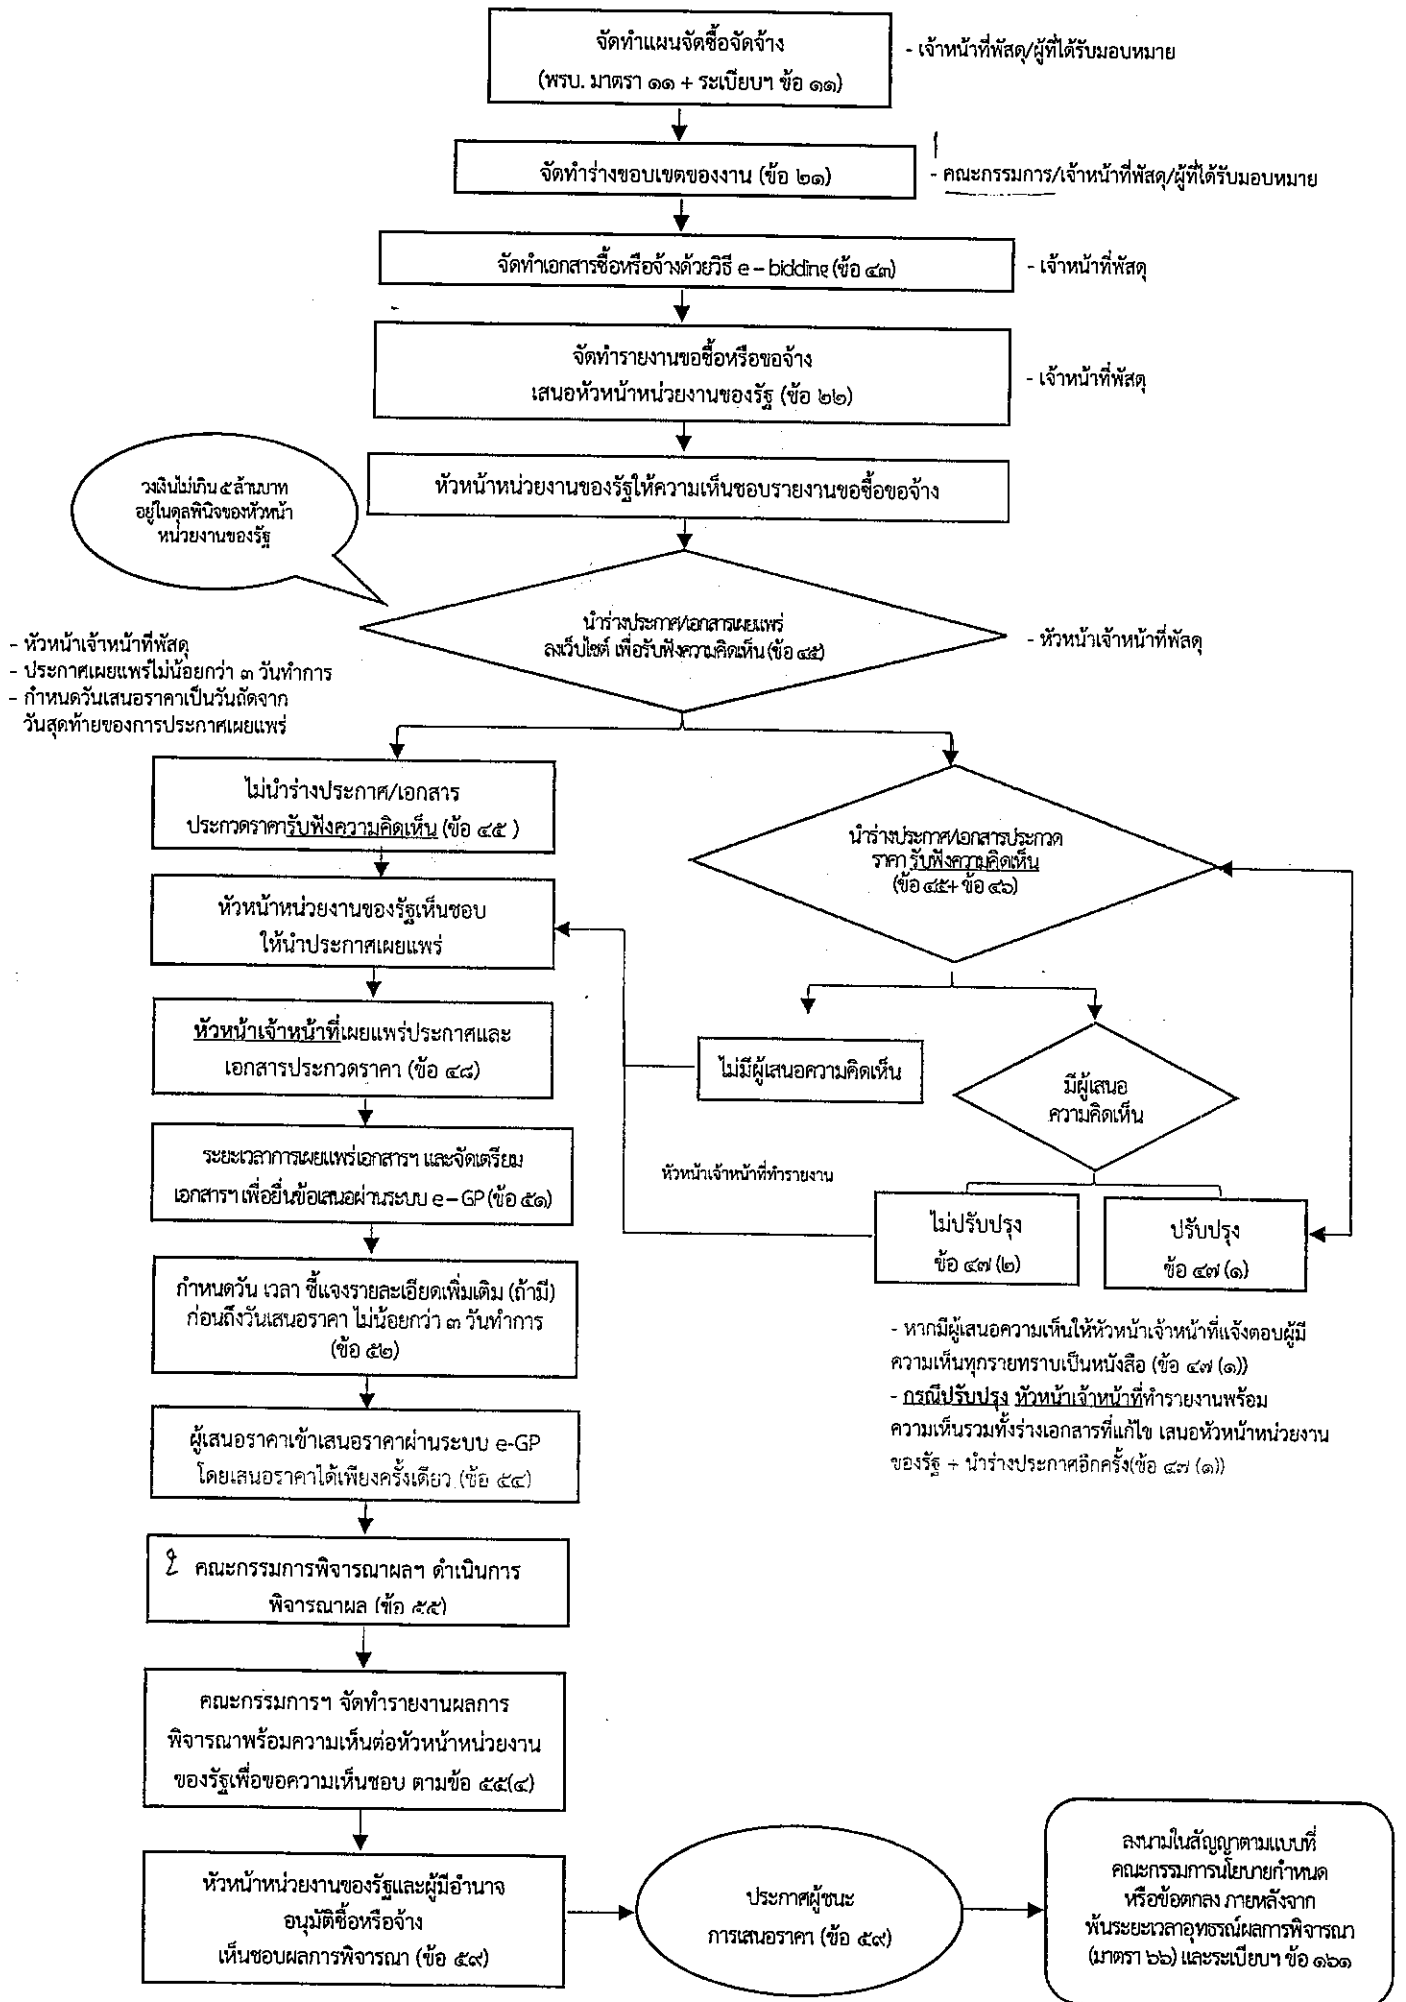 จัดทำแผนจัดซื้อจัดจ้าง
(พรบ. มาตรา ๑๑ + ระเบียบฯ ข้อ ๑๑)
- เจ้าหน้าที่พัสดุ/ผู้ที่ได้รับมอบหมาย
จัดทำร่างขอบเขตของงาน (ข้อ ๒๑)
- คณะกรรมการ/เจ้าหน้าที่พัสดุ/ผู้ที่ได้รับมอบหมาย
จัดทำเอกสารซื้อหรือจ้างด้วยวิธี e – bidding (ข้อ ๔๓)
- เจ้าหน้าที่พัสดุ
จัดทำรายงานขอซื้อหรือขอจ้าง
เสนอหัวหน้าหน่วยงานของรัฐ (ข้อ ๒๒)
- เจ้าหน้าที่พัสดุ
หัวหน้าหน่วยงานของรัฐให้ความเห็นชอบรายงานขอซื้อขอจ้าง
วงเงินไม่เกิน ๕ ล้านบาท
อยู่ในดุลพินิจของหัวหน้า
หน่วยงานของรัฐ
นำร่างประกาศ/เอกสารเผยแพร่
ลงเว็บไซต์ เพื่อรับฟังความคิดเห็น (ข้อ ๔๕)
- หัวหน้าเจ้าหน้าที่พัสดุ
- หัวหน้าเจ้าหน้าที่พัสดุ
- ประกาศเผยแพร่ไม่น้อยกว่า ๓ วันทำการ
- กำหนดวันเสนอราคาเป็นวันถัดจาก
วันสุดท้ายของการประกาศเผยแพร่
ไม่นำร่างประกาศ/เอกสาร
ประกวดราคารับฟังความคิดเห็น (ข้อ ๔๕ )
นำร่างประกาศ/เอกสารประกวด
ราคา รับฟังความคิดเห็น
(ข้อ ๔๕+ ข้อ ๔๖)
หัวหน้าหน่วยงานของรัฐเห็นชอบ
ให้นำประกาศเผยแพร่
หัวหน้าเจ้าหน้าที่เผยแพร่ประกาศและ
เอกสารประกวดราคา (ข้อ ๔๘)
ไม่มีผู้เสนอความคิดเห็น
มีผู้เสนอ
ความคิดเห็น
ระยะเวลาการเผยแพร่เอกสารฯ และจัดเตรียม
เอกสารฯ เพื่อยื่นข้อเสนอผ่านระบบ e – GP (ข้อ ๕๑)
หัวหน้าเจ้าหน้าที่ทำรายงาน
ไม่ปรับปรุง
ข้อ ๔๗ (๒)
ปรับปรุง
ข้อ ๔๗ (๑)
กำหนดวัน เวลา ชี้แจงรายละเอียดเพิ่มเติม (ถ้ามี)
ก่อนถึงวันเสนอราคา ไม่น้อยกว่า ๓ วันทำการ
(ข้อ ๕๒)
- หากมีผู้เสนอความเห็นให้หัวหน้าเจ้าหน้าที่แจ้งตอบผู้มี
ความเห็นทุกรายทราบเป็นหนังสือ (ข้อ ๔๗ (๑))
- กรณีปรับปรุง หัวหน้าเจ้าหน้าที่ทำรายงานพร้อม
ความเห็นรวมทั้งร่างเอกสารที่แก้ไข เสนอหัวหน้าหน่วยงาน
ของรัฐ + นำร่างประกาศอีกครั้ง(ข้อ ๔๗ (๑))
ผู้เสนอราคาเข้าเสนอราคาผ่านระบบ e-GP
โดยเสนอราคาได้เพียงครั้งเดียว (ข้อ ๕๔)
2 คณะกรรมการพิจารณาผลฯ ดำเนินการ
พิจารณาผล (ข้อ ๕๕)
คณะกรรมการฯ จัดทำรายงานผลการ
พิจารณาพร้อมความเห็นต่อหัวหน้าหน่วยงาน
ของรัฐเพื่อขอความเห็นชอบ ตามข้อ ๕๕(๔)
หัวหน้าหน่วยงานของรัฐและผู้มีอำนาจ
อนุมัติซื้อหรือจ้าง
เห็นชอบผลการพิจารณา (ข้อ ๕๙)
ประกาศผู้ชนะ
การเสนอราคา (ข้อ ๕๙)
ลงนามในสัญญาตามแบบที่
คณะกรรมการนโยบายกำหนด
หรือข้อตกลง ภายหลังจาก
พ้นระยะเวลาอุทธรณ์ผลการพิจารณา
(มาตรา ๖๖) และระเบียบฯ ข้อ ๑๖๑